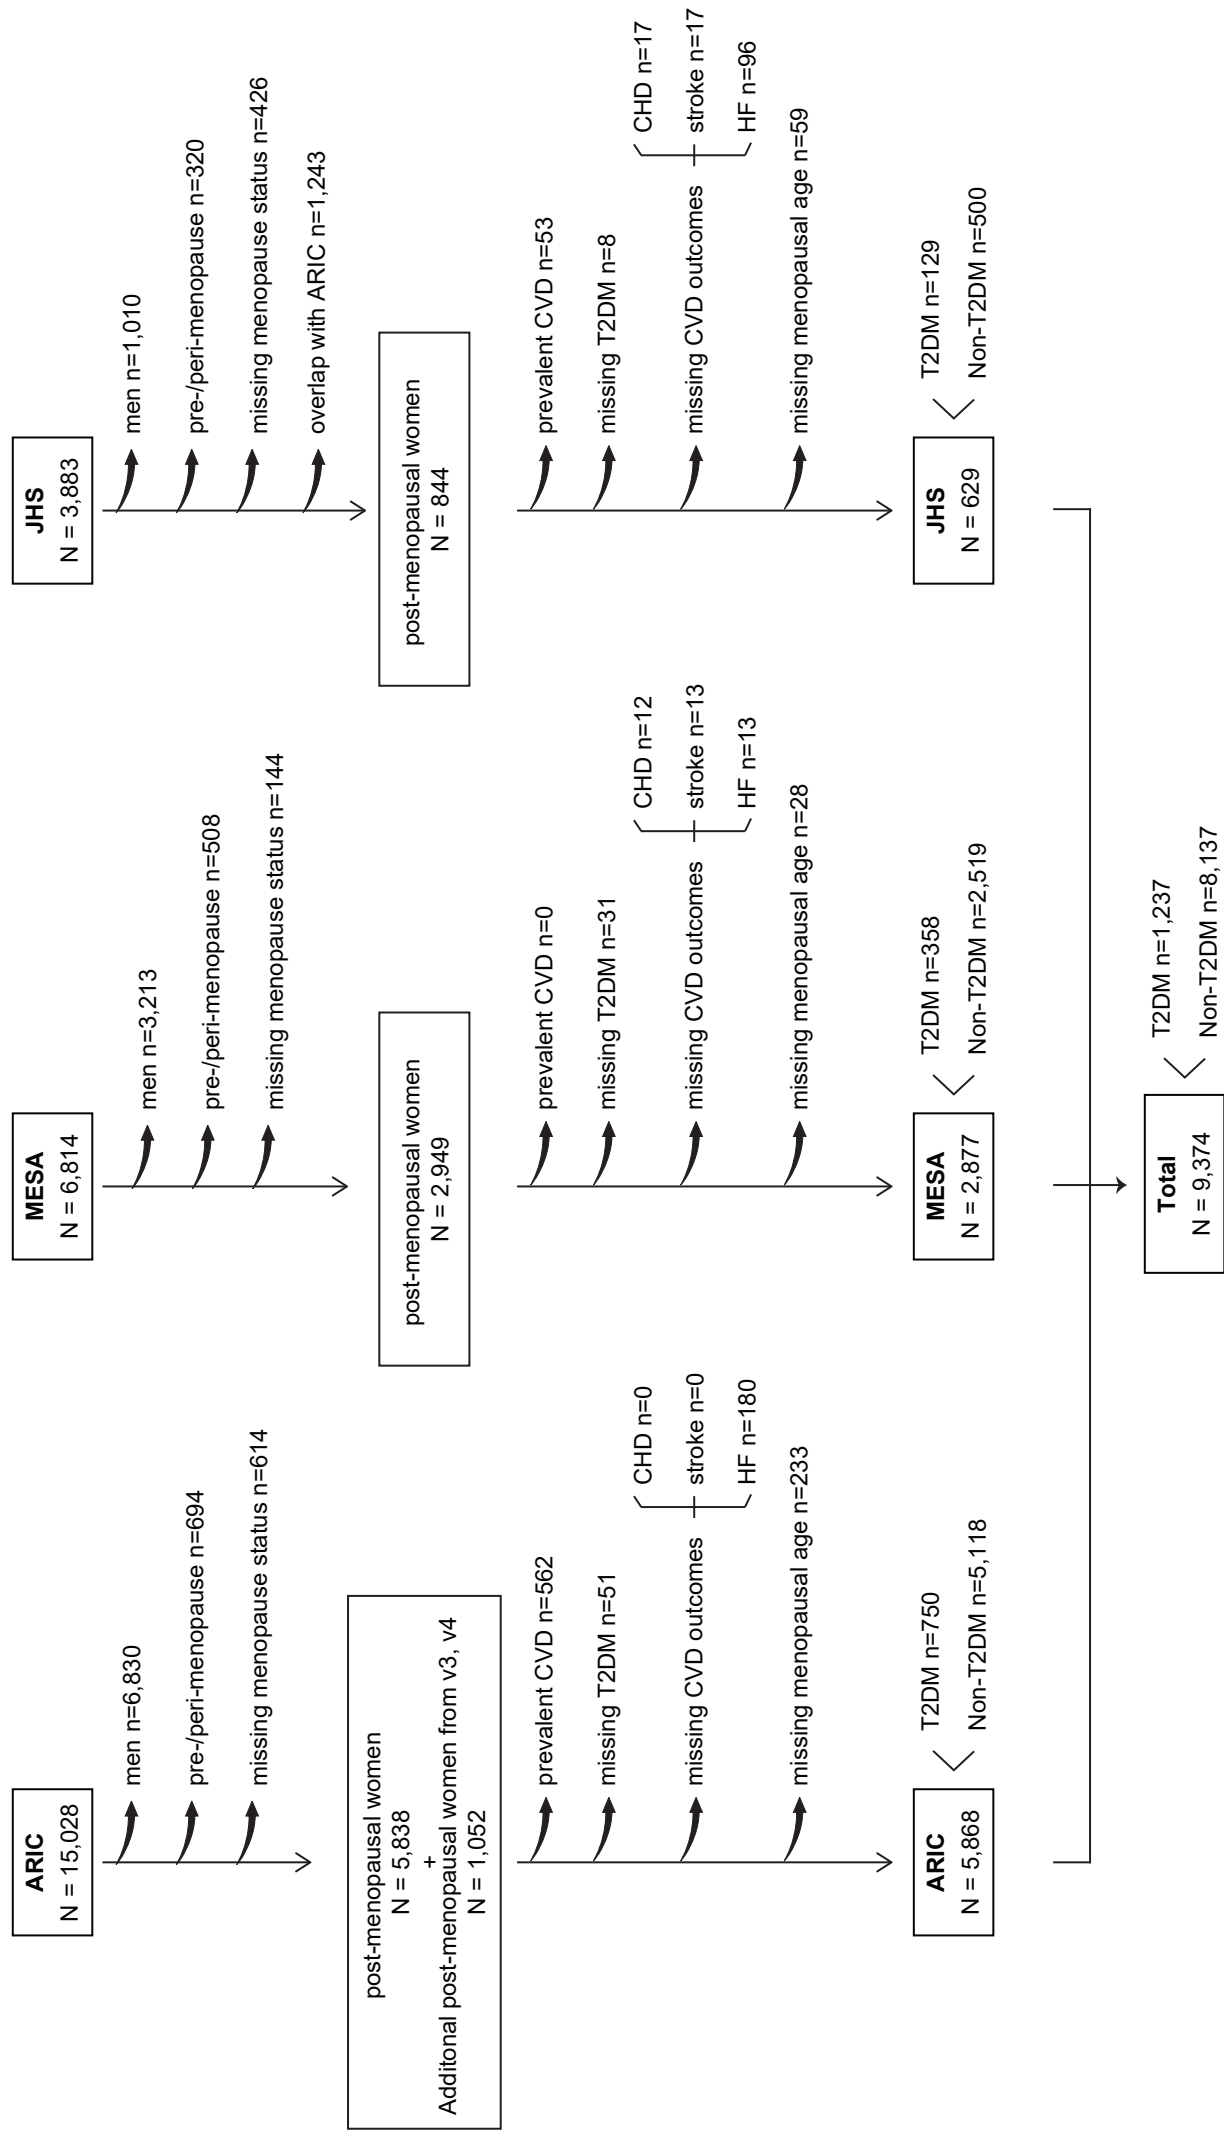 ARIC
N = 15,028
men n=6,830
pre-/peri-menopause n=694
missing menopause status n=614
post-menopausal women
N = 5,838
+
Additonal post-menopausal women from v3, v4
N = 1,052
prevalent CVD n=562
missing T2DM n=51
missing CVD outcomes
CHD n=0
stroke n=0
HF n=180
missing menopausal age n=233
ARIC
N = 5,868
T2DM n=750
Non-T2DM n=5,118
MESA
N = 6,814
men n=3,213
pre-/peri-menopause n=508
missing menopause status n=144
post-menopausal women
N = 2,949
prevalent CVD n=0
missing T2DM n=31
missing CVD outcomes
CHD n=12
stroke n=13
HF n=13
missing menopausal age n=28
MESA
N = 2,877
T2DM n=358
Non-T2DM n=2,519
JHS
N = 3,883
men n=1,010
pre-/peri-menopause n=320
missing menopause status n=426
overlap with ARIC n=1,243
post-menopausal women
N = 844
prevalent CVD n=53
missing T2DM n=8
missing CVD outcomes
CHD n=17
stroke n=17
HF n=96
missing menopausal age n=59
JHS
N = 629
T2DM n=129
Non-T2DM n=500
Total
N = 9,374
T2DM n=1,237
Non-T2DM n=8,137